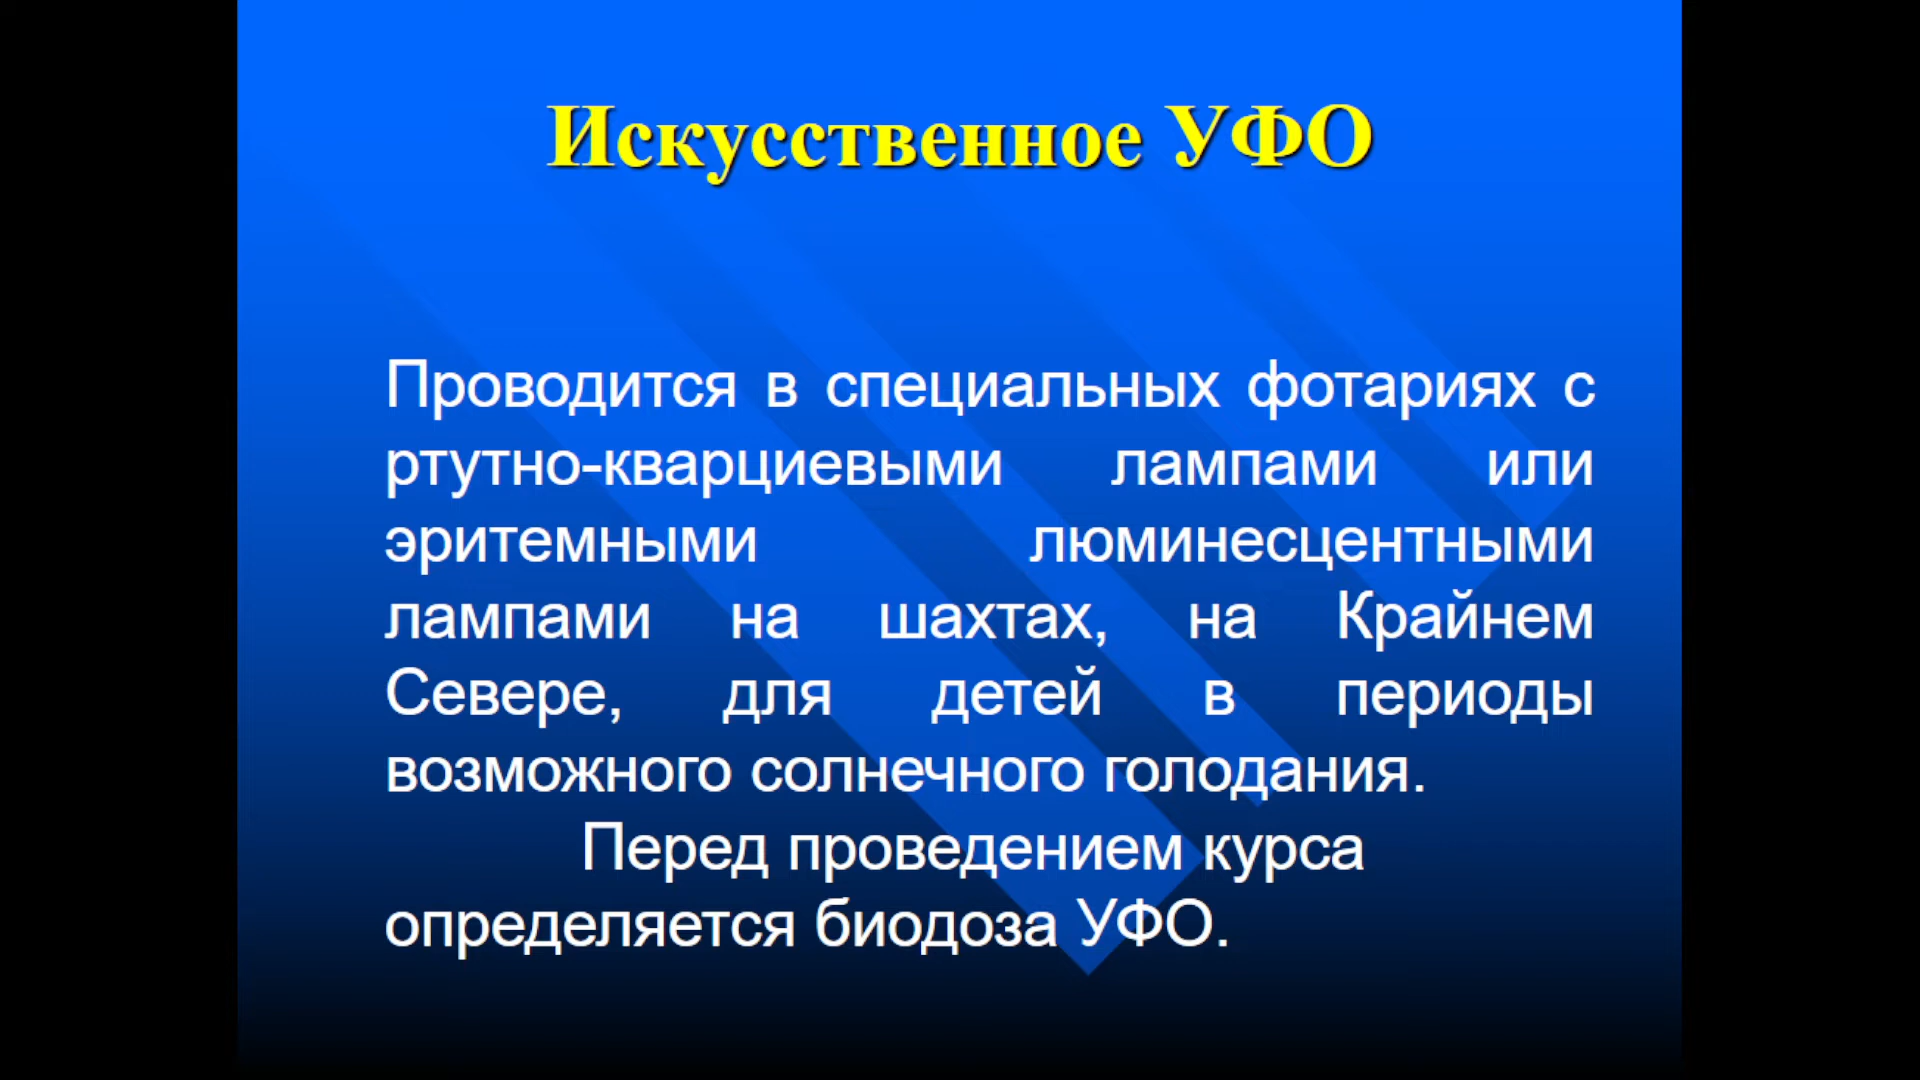 Искусственное УФО
Проводится в специальных фотариях с
ртутно-кварциевыми лампами или
эритемными люминесцентными
лампами на шахтах, на Крайнем
Севере, для детей в периоды
возможного солнечного голодания.
Перед проведением курса
определяется биодоза УФО.